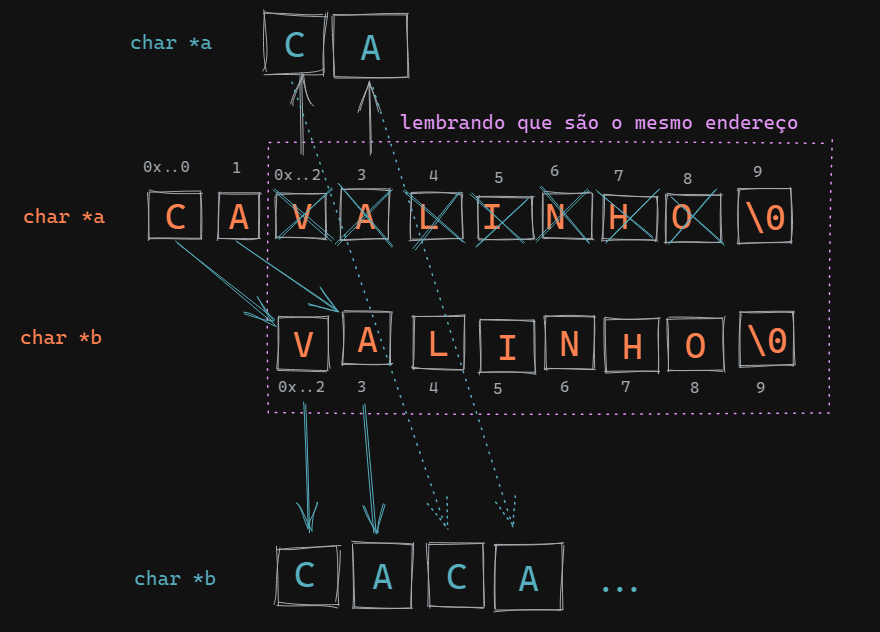 char *a C A
lembrando que são o mesmo endereço
0x..0 1 0x..2 3 4 5 6 7 8 9
char *a C A V A L I N H O \0
char *b V A L I N H O \0
0x..2 3 4 5 6 7 8 9
char *b C A C A ...